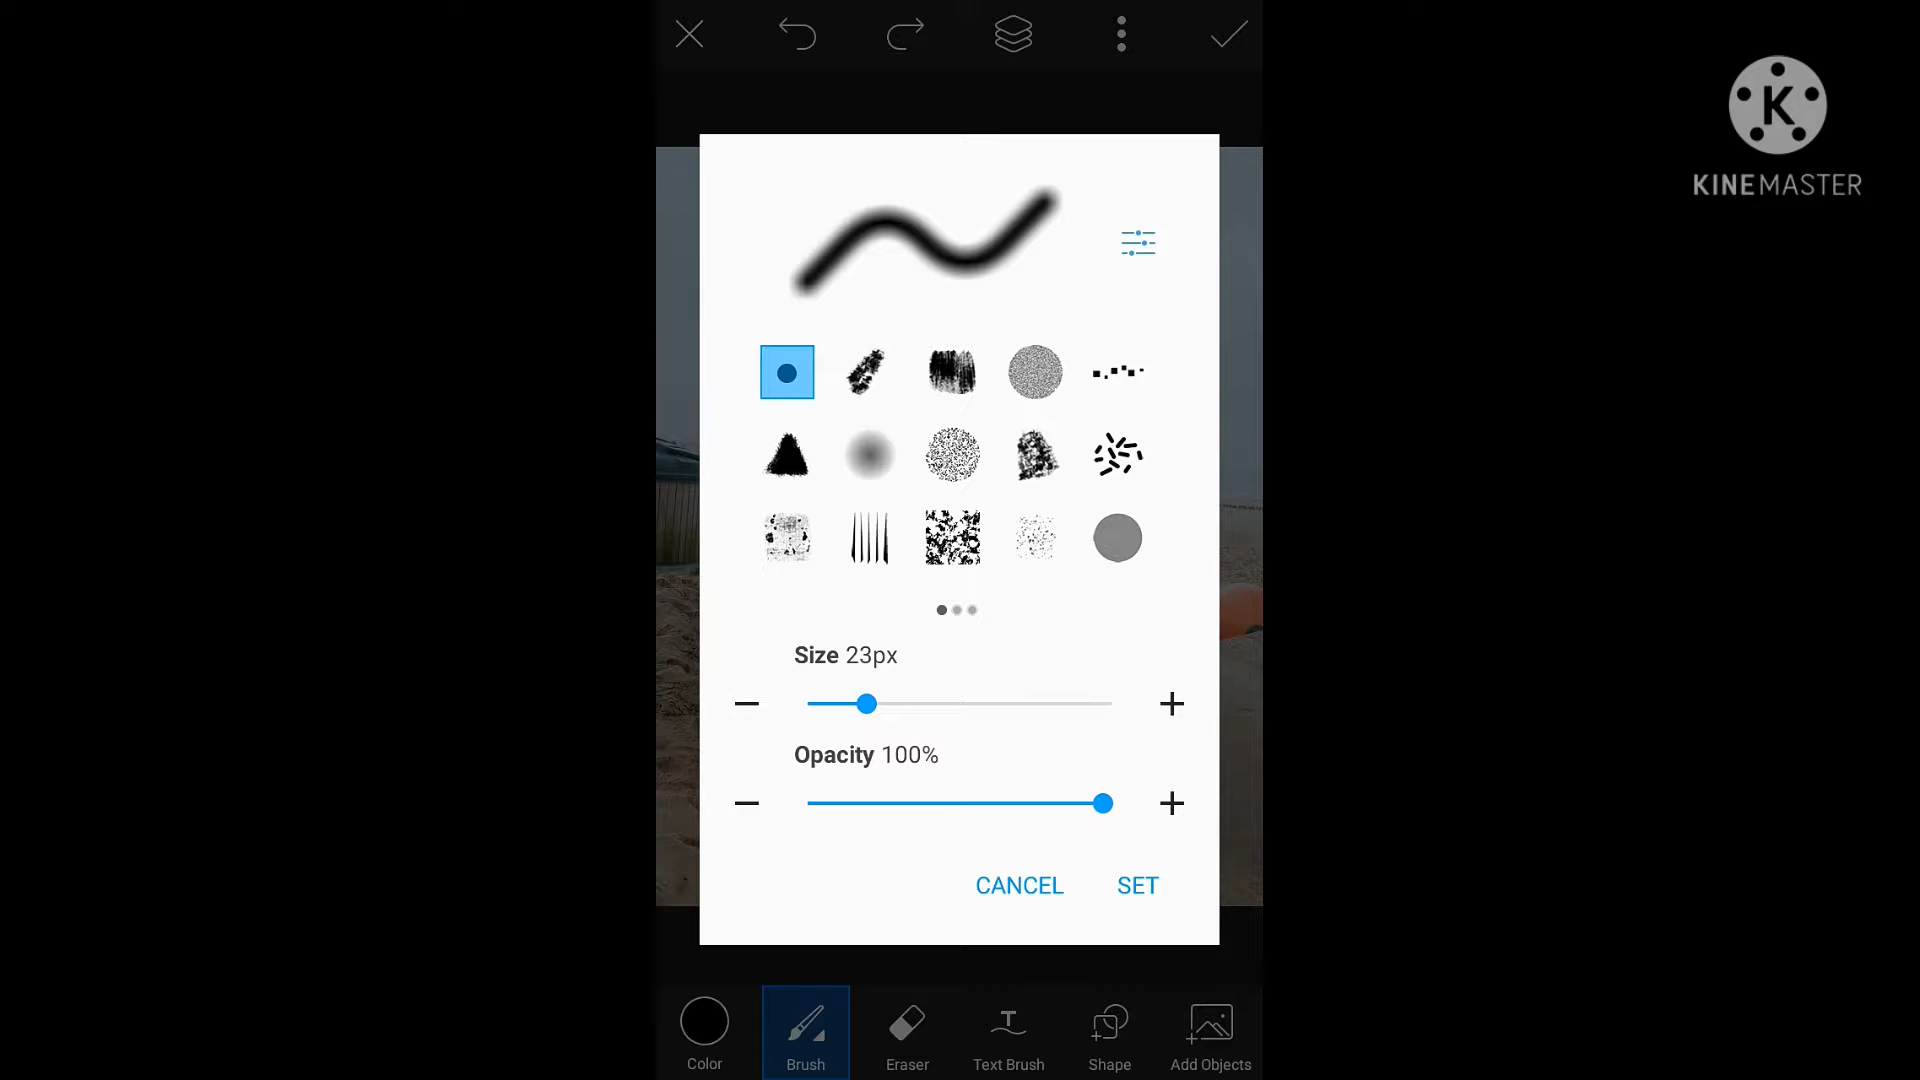 K
KINEMASTER
Size 23px
Opacity 100%
CANCEL SET
Color Brush Eraser Text Brush Shape Add Objects